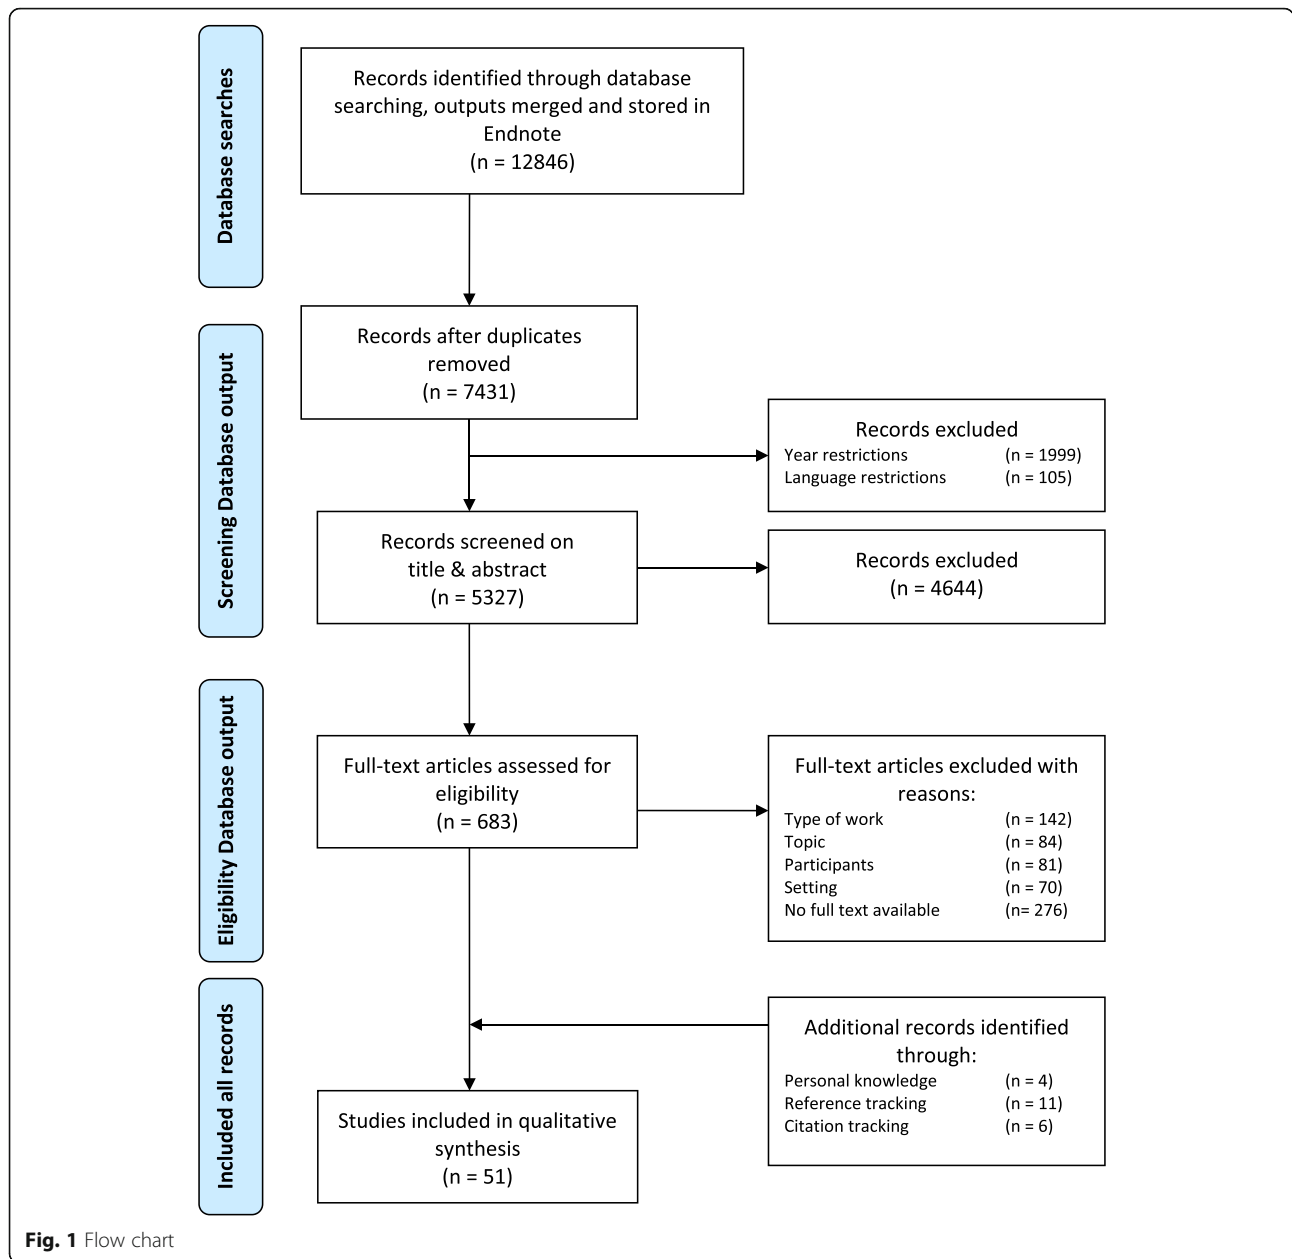 Database searches
Records identified through database
searching, outputs merged and stored in
Endnote
(n = 12846)
Screening Database output
Records after duplicates
removed
(n = 7431)
Records excluded
Year restrictions (n = 1999)
Language restrictions (n = 105)
Records screened on
title & abstract
(n = 5327)
Records excluded
(n = 4644)
Eligibility Database output
Full-text articles assessed for
eligibility
(n = 683)
Full-text articles excluded with
reasons:
Type of work (n = 142)
Topic (n = 84)
Participants (n = 81)
Setting (n = 70)
No full text available (n= 276)
Included all records
Additional records identified
through:
Personal knowledge (n = 4)
Reference tracking (n = 11)
Citation tracking (n = 6)
Studies included in qualitative
synthesis
(n = 51)
Fig. 1 Flow chart